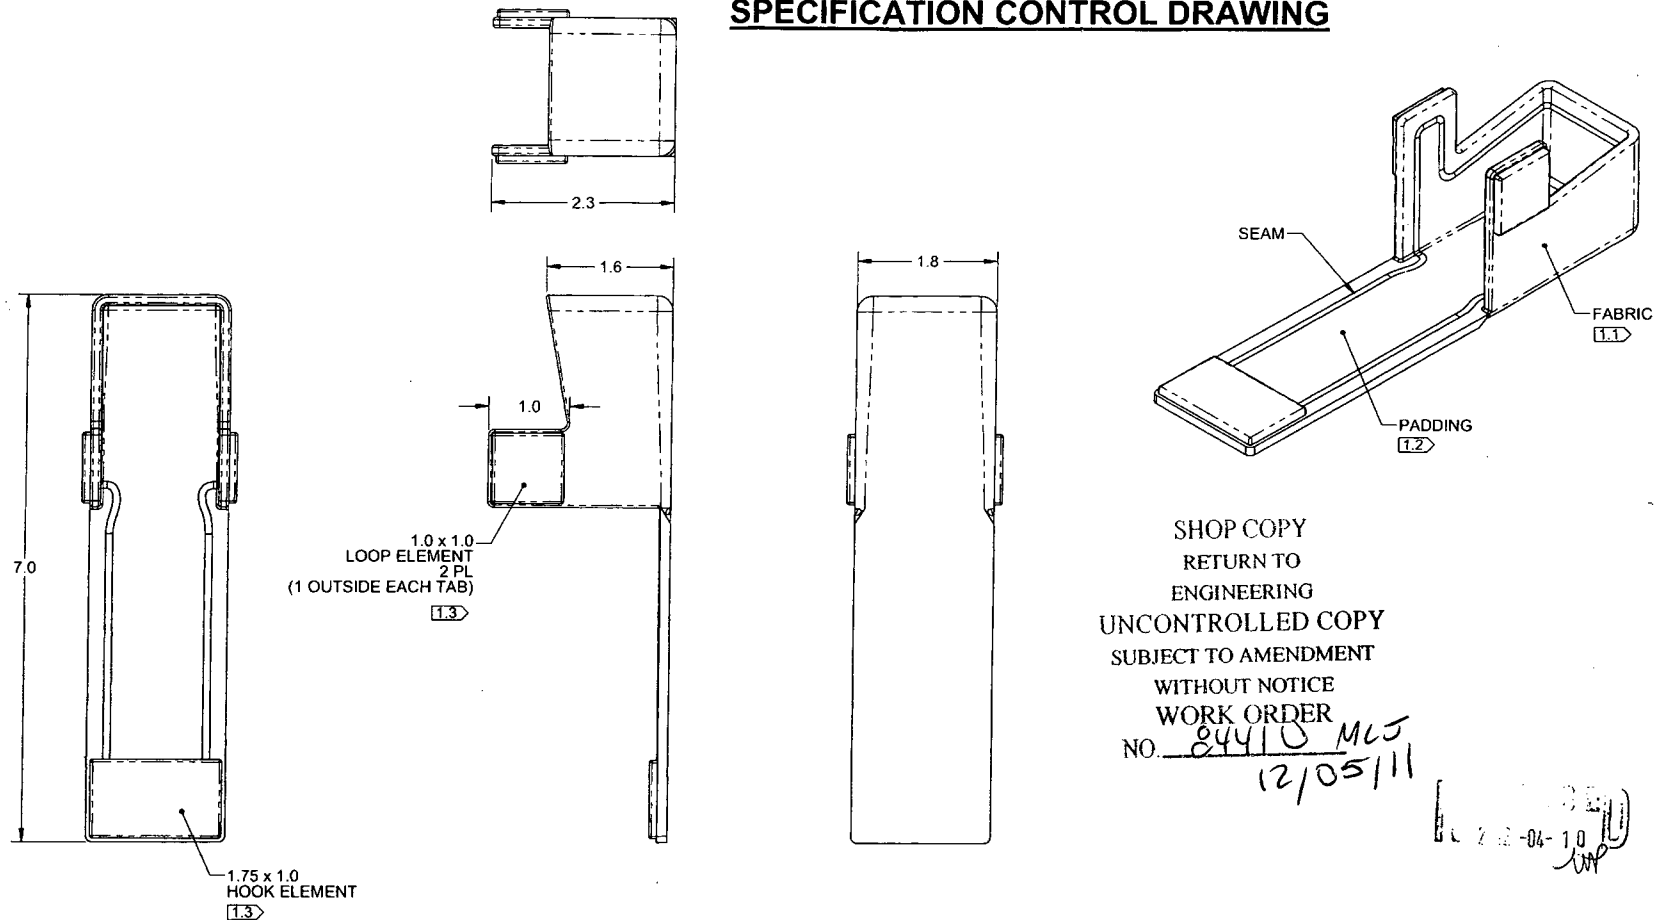 SPECIFICATION CONTROL DRAWING
2.3
SEAM
1.6
1.8
FABRIC
1.1
1.0
PADDING
1.2
7.0
1.0 x 1.0
LOOP ELEMENT
2 PL
(1 OUTSIDE EACH TAB)
1.3
SHOP COPY
RETURN TO
ENGINEERING
UNCONTROLLED COPY
SUBJECT TO AMENDMENT
WITHOUT NOTICE
WORK ORDER
NO. MCJ
12/05/11
-04-10
1.75 x 1.0
HOOK ELEMENT
1.3